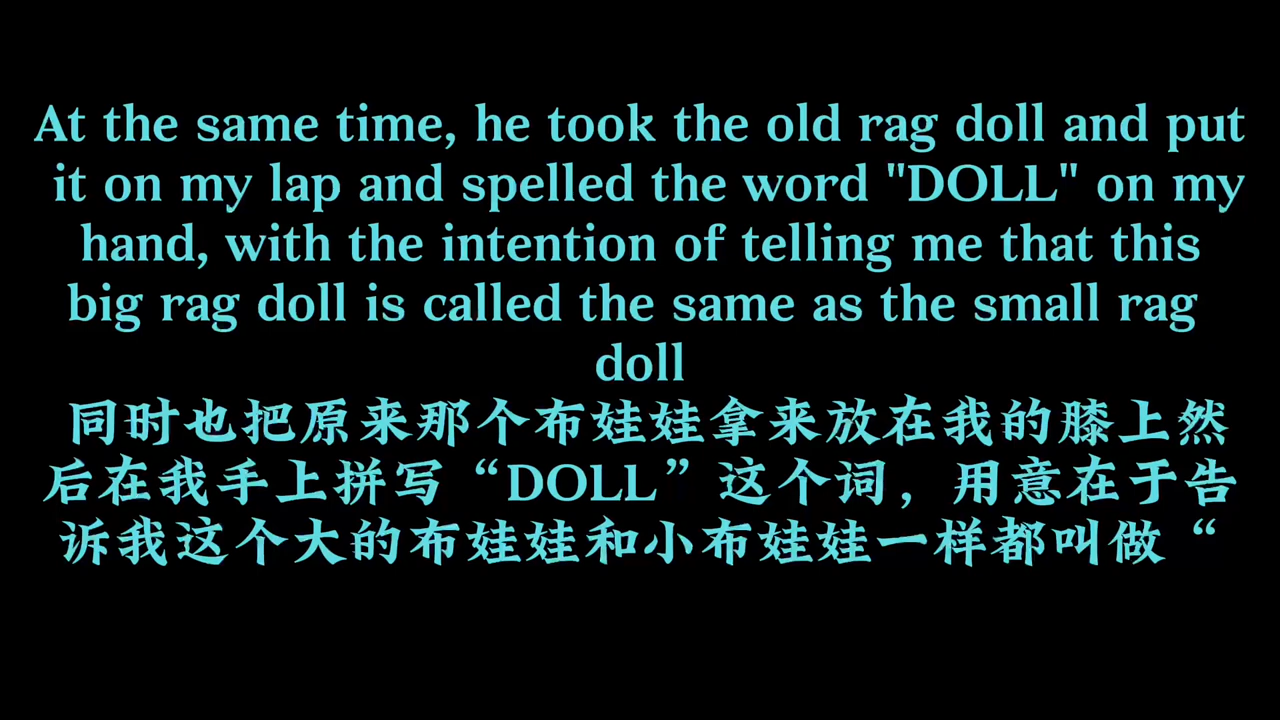 At the same time, he took the old rag doll and put
it on my lap and spelled the word "DOLL" on my
hand, with the intention of telling me that this
big rag doll is called the same as the small rag
doll
同时也把原来那个布娃娃拿来放在我的膝上然
后在我手上拼写“DOLL”这个词，用意在于告
诉我这个大的布娃娃和小布娃娃一样都叫做“